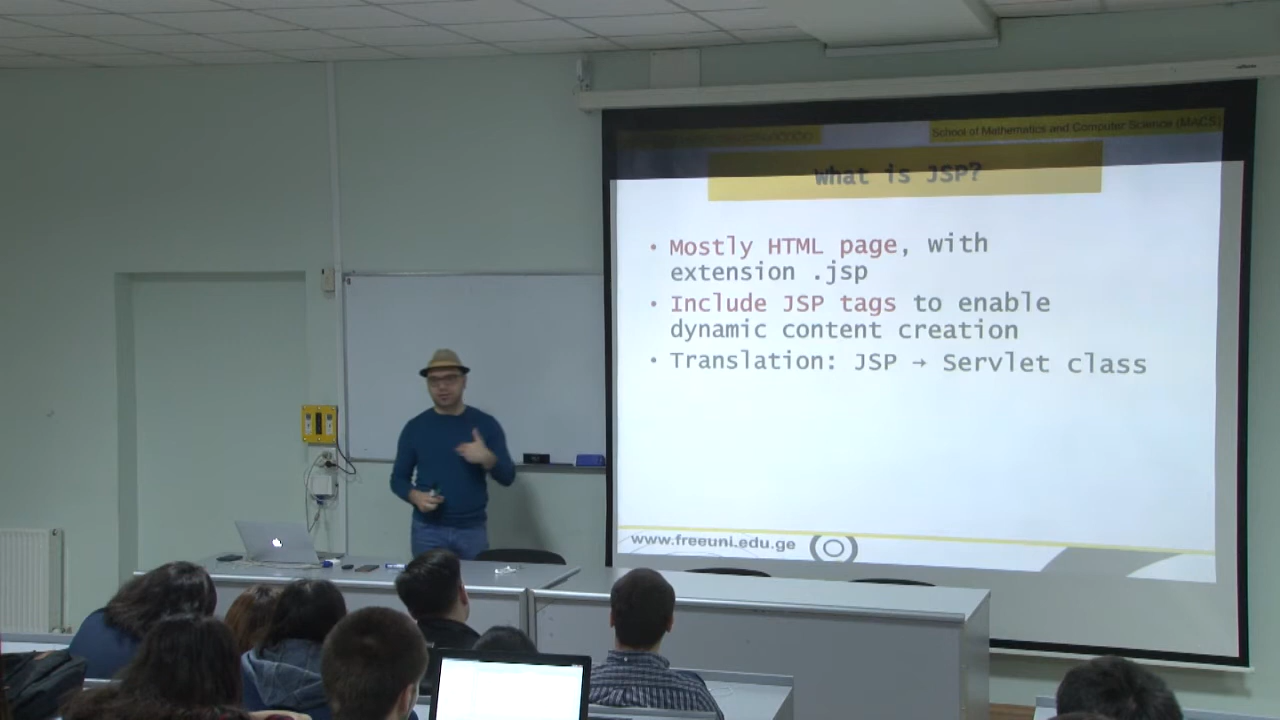 School of Mathematics and Computer Science (MACS)
What is JSP?
• Mostly HTML page, with
extension .jsp
• Include JSP tags to enable
dynamic content creation
• Translation: JSP → Servlet class
www.freeuni.edu.ge